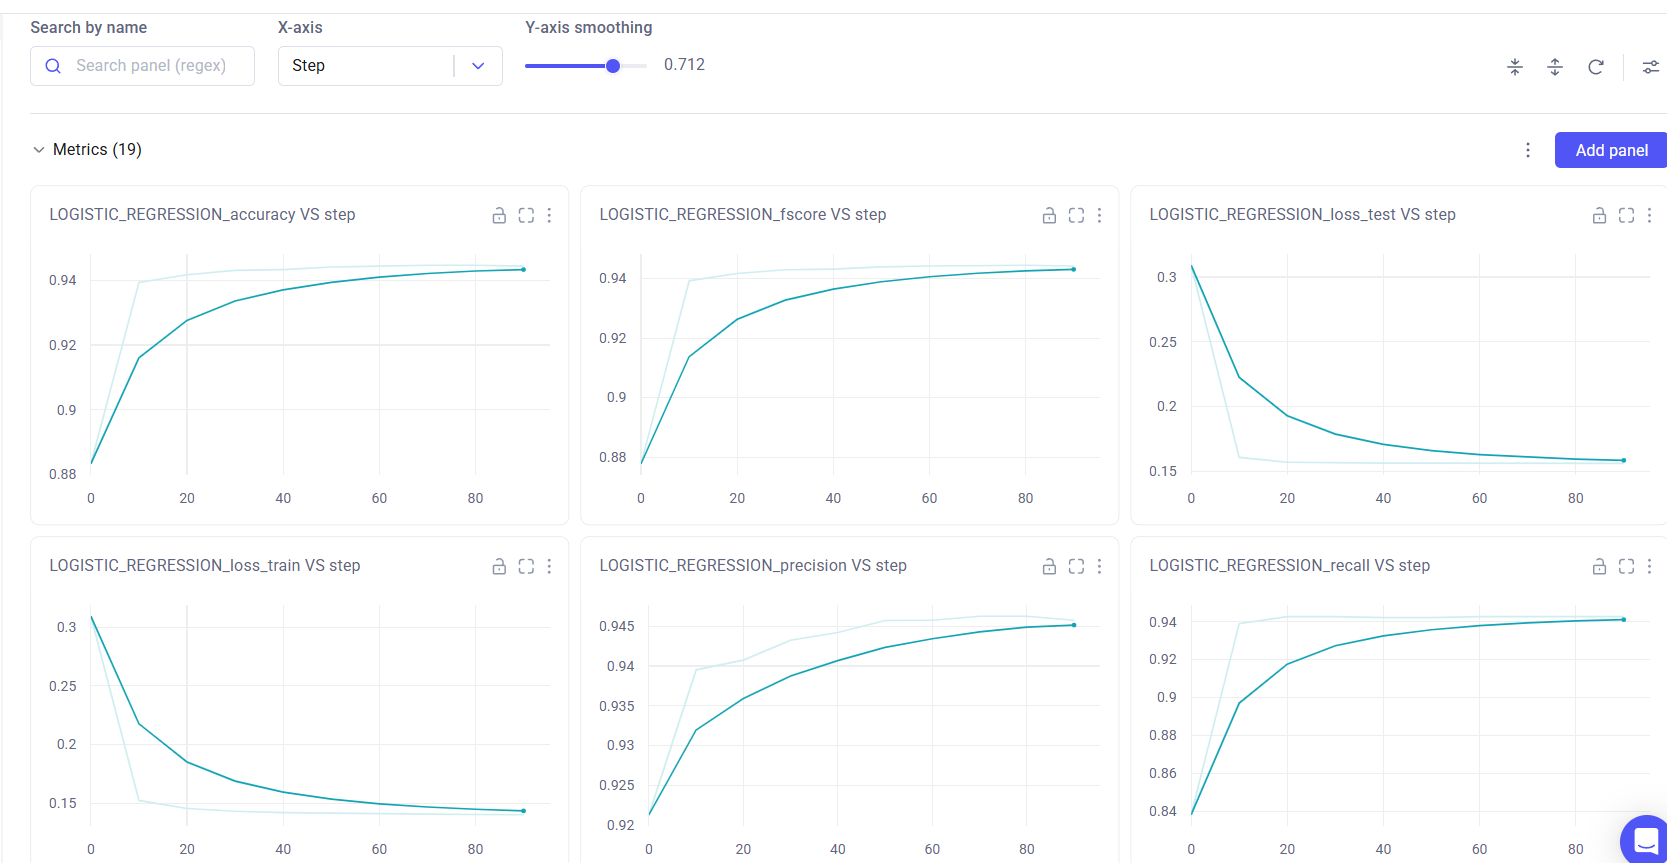 Search by name X-axis Y-axis smoothing
Search panel (regex) Step 0.712
Metrics (19) Add panel
LOGISTIC_REGRESSION_accuracy VS step
0.94
0.92
0.9
0.88
0 20 40 60 80
LOGISTIC_REGRESSION_fscore VS step
0.94
0.92
0.9
0.88
0 20 40 60 80
LOGISTIC_REGRESSION_loss_test VS step
0.3
0.25
0.2
0.15
0 20 40 60 80
LOGISTIC_REGRESSION_loss_train VS step
0.3
0.25
0.2
0.15
0 20 40 60 80
LOGISTIC_REGRESSION_precision VS step
0.945
0.94
0.935
0.93
0.925
0.92
0 20 40 60 80
LOGISTIC_REGRESSION_recall VS step
0.94
0.92
0.9
0.88
0.86
0.84
0 20 40 60 80